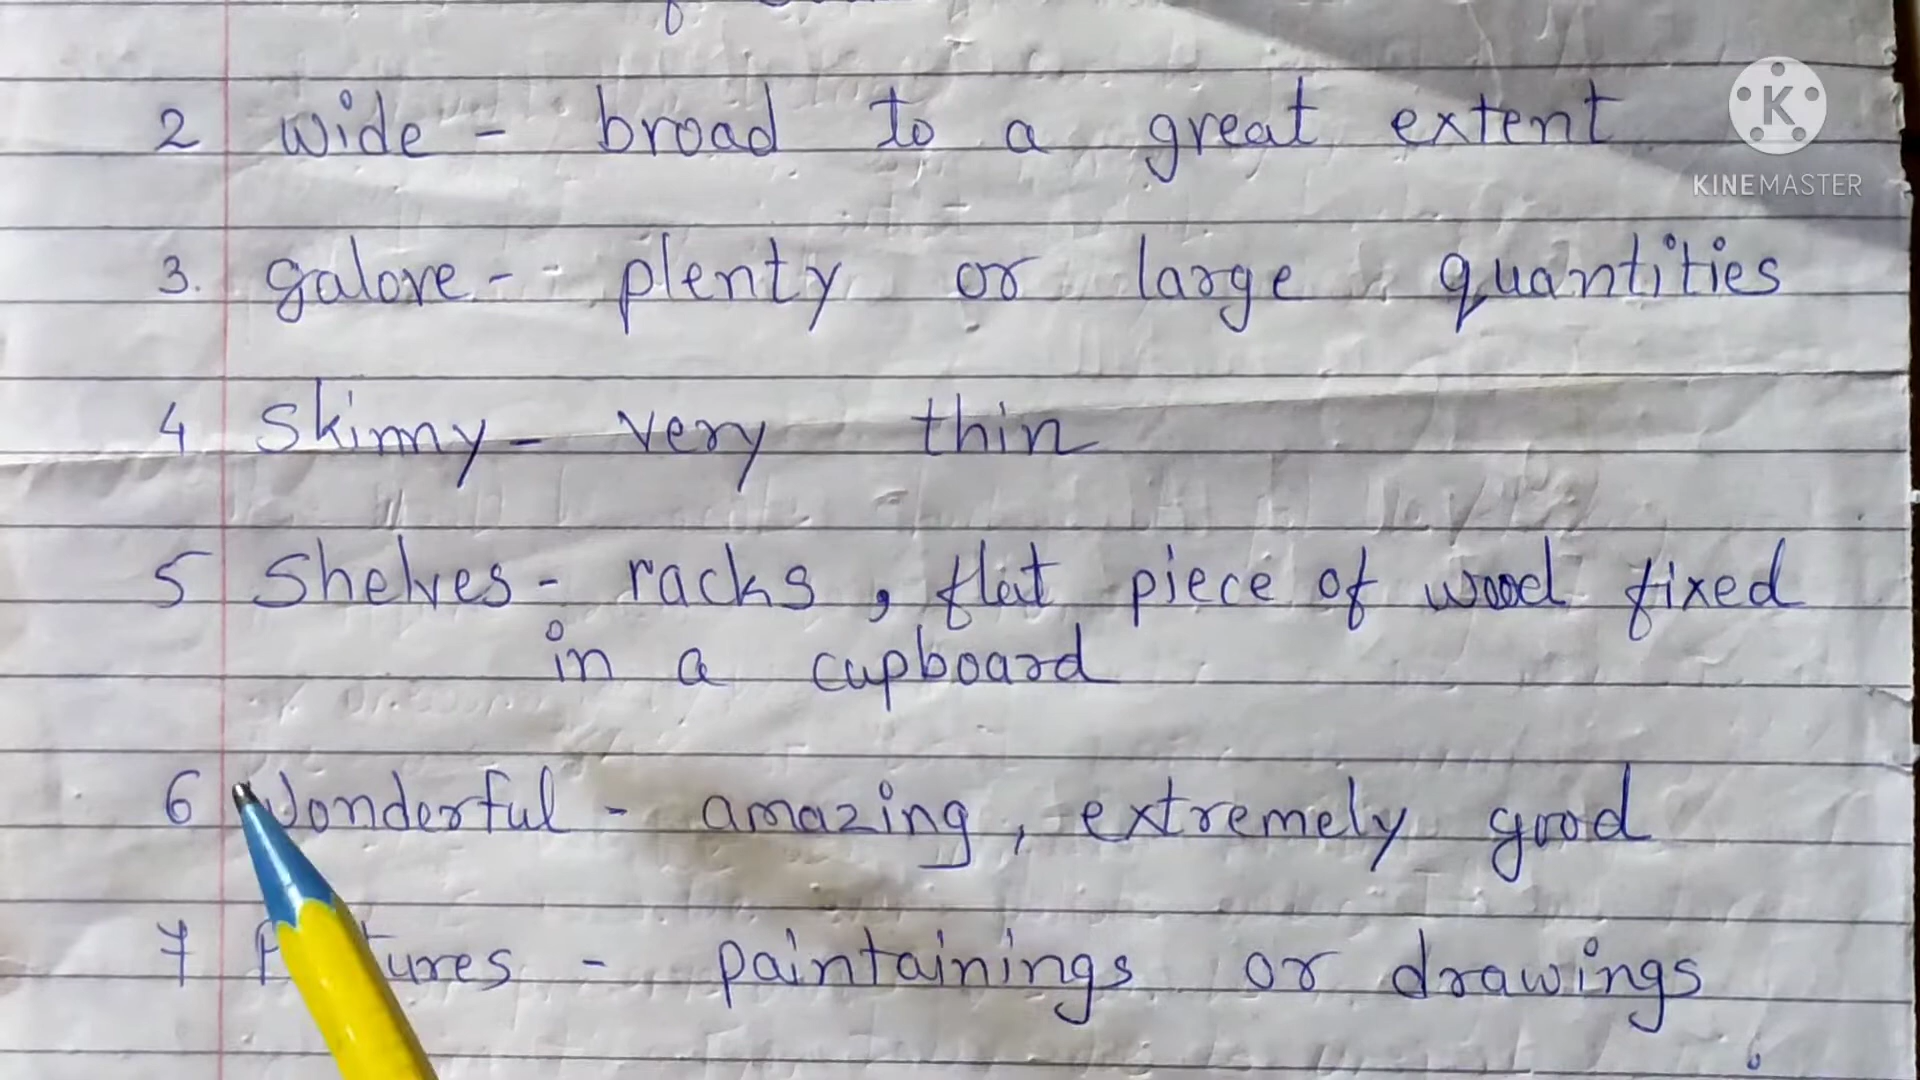 2 wide - broad to a great extent
KINEMASTER
3. galore - - plenty or large quantities
4 Skinny - very thin
5 Shelves - racks, flat piece of wood fixed
in a cupboard
6 Wonderful - amazing, extremely good
7 - paintainings or drawings